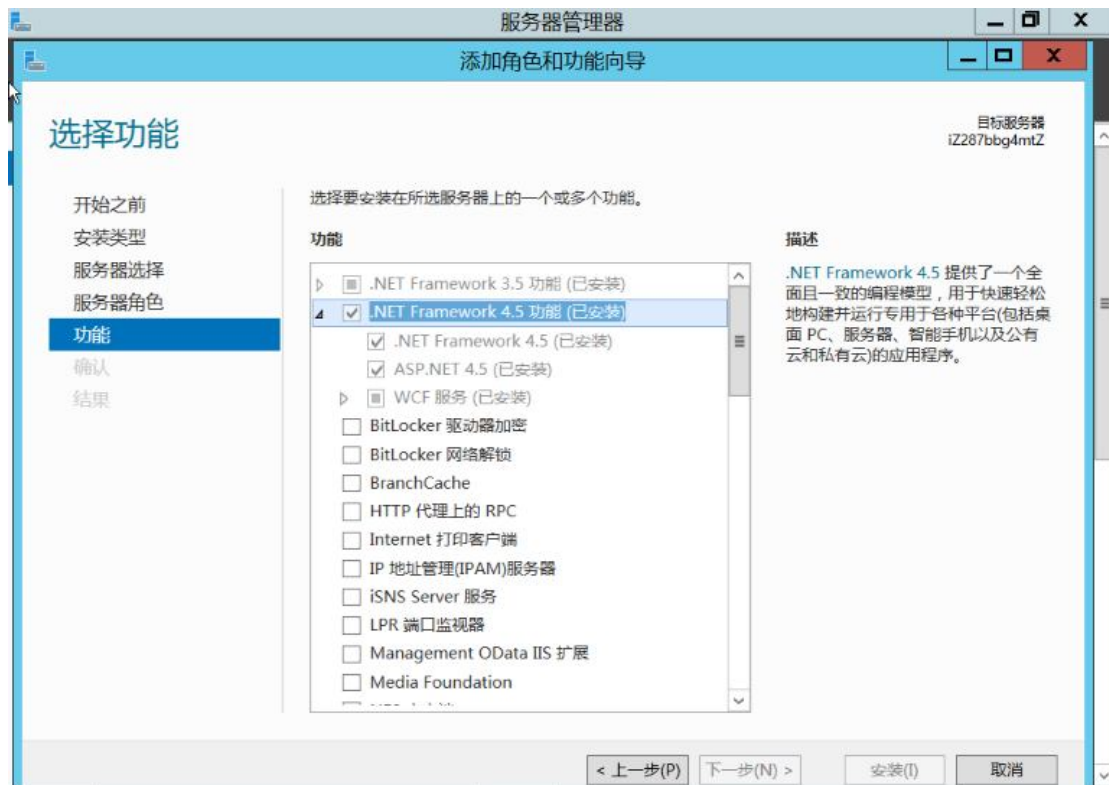 服务器管理器
添加角色和功能向导
选择功能
目标服务器
iZ287bbg4mtZ
开始之前
安装类型
服务器选择
服务器角色
功能
确认
结果
选择要安装在所选服务器上的一个或多个功能。
功能
.NET Framework 3.5 功能 (已安装)
.NET Framework 4.5 功能 (已安装)
.NET Framework 4.5 (已安装)
ASP.NET 4.5 (已安装)
WCF 服务 (已安装)
BitLocker 驱动器加密
BitLocker 网络解锁
BranchCache
HTTP 代理上的 RPC
Internet 打印客户端
IP 地址管理(IPAM)服务器
iSNS Server 服务
LPR 端口监视器
Management OData IIS 扩展
Media Foundation
描述
.NET Framework 4.5 提供了一个全
面且一致的编程模型，用于快速轻松
地构建并运行专用于各种平台(包括桌
面 PC、服务器、智能手机以及公有
云和私有云)的应用程序。
< 上一步(P)
下一步(N) >
安装(I)
取消